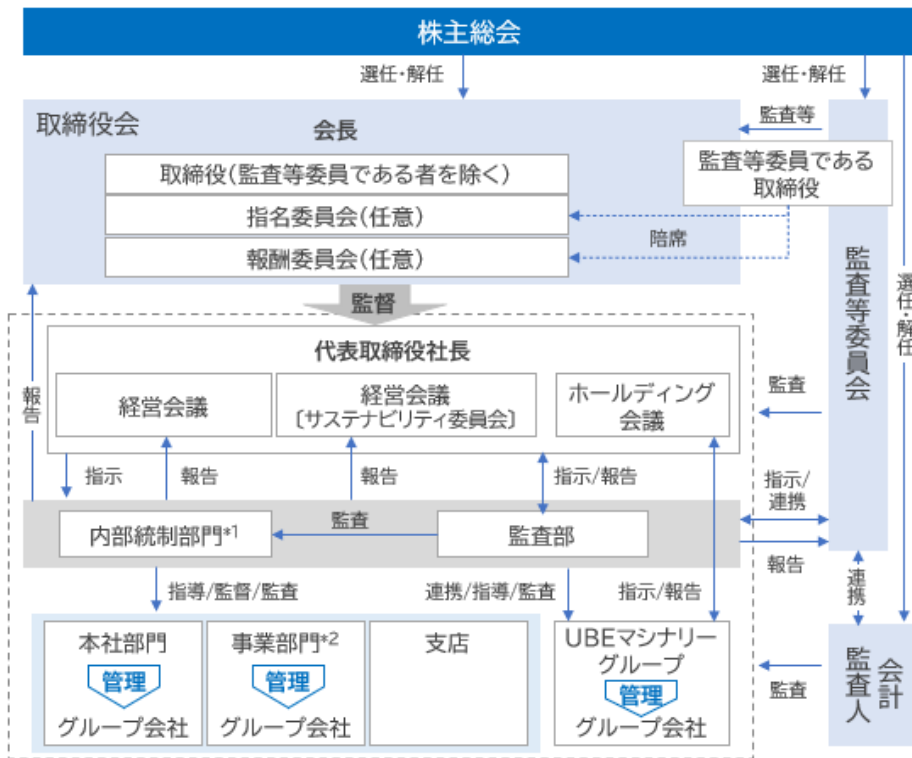 株主総会
選任・解任
選任・解任
取締役会
会長
監査等
監査等委員である
取締役
取締役(監査等委員である者を除く)
指名委員会(任意)
報酬委員会(任意)
陪席
監査等委員会
選任・解任
監督
代表取締役社長
報告
経営会議
経営会議
〔サステナビリティ委員会〕
ホールディング
会議
監査
指示
報告
報告
指示/報告
指示/
連携
内部統制部門*1
監査
監査部
報告
連携
指導/監督/監査
連携/指導/監査
指示/報告
本社部門
管理
グループ会社
事業部門*2
管理
グループ会社
支店
UBEマシナリー
グループ
管理
グループ会社
監査
会計
監査人